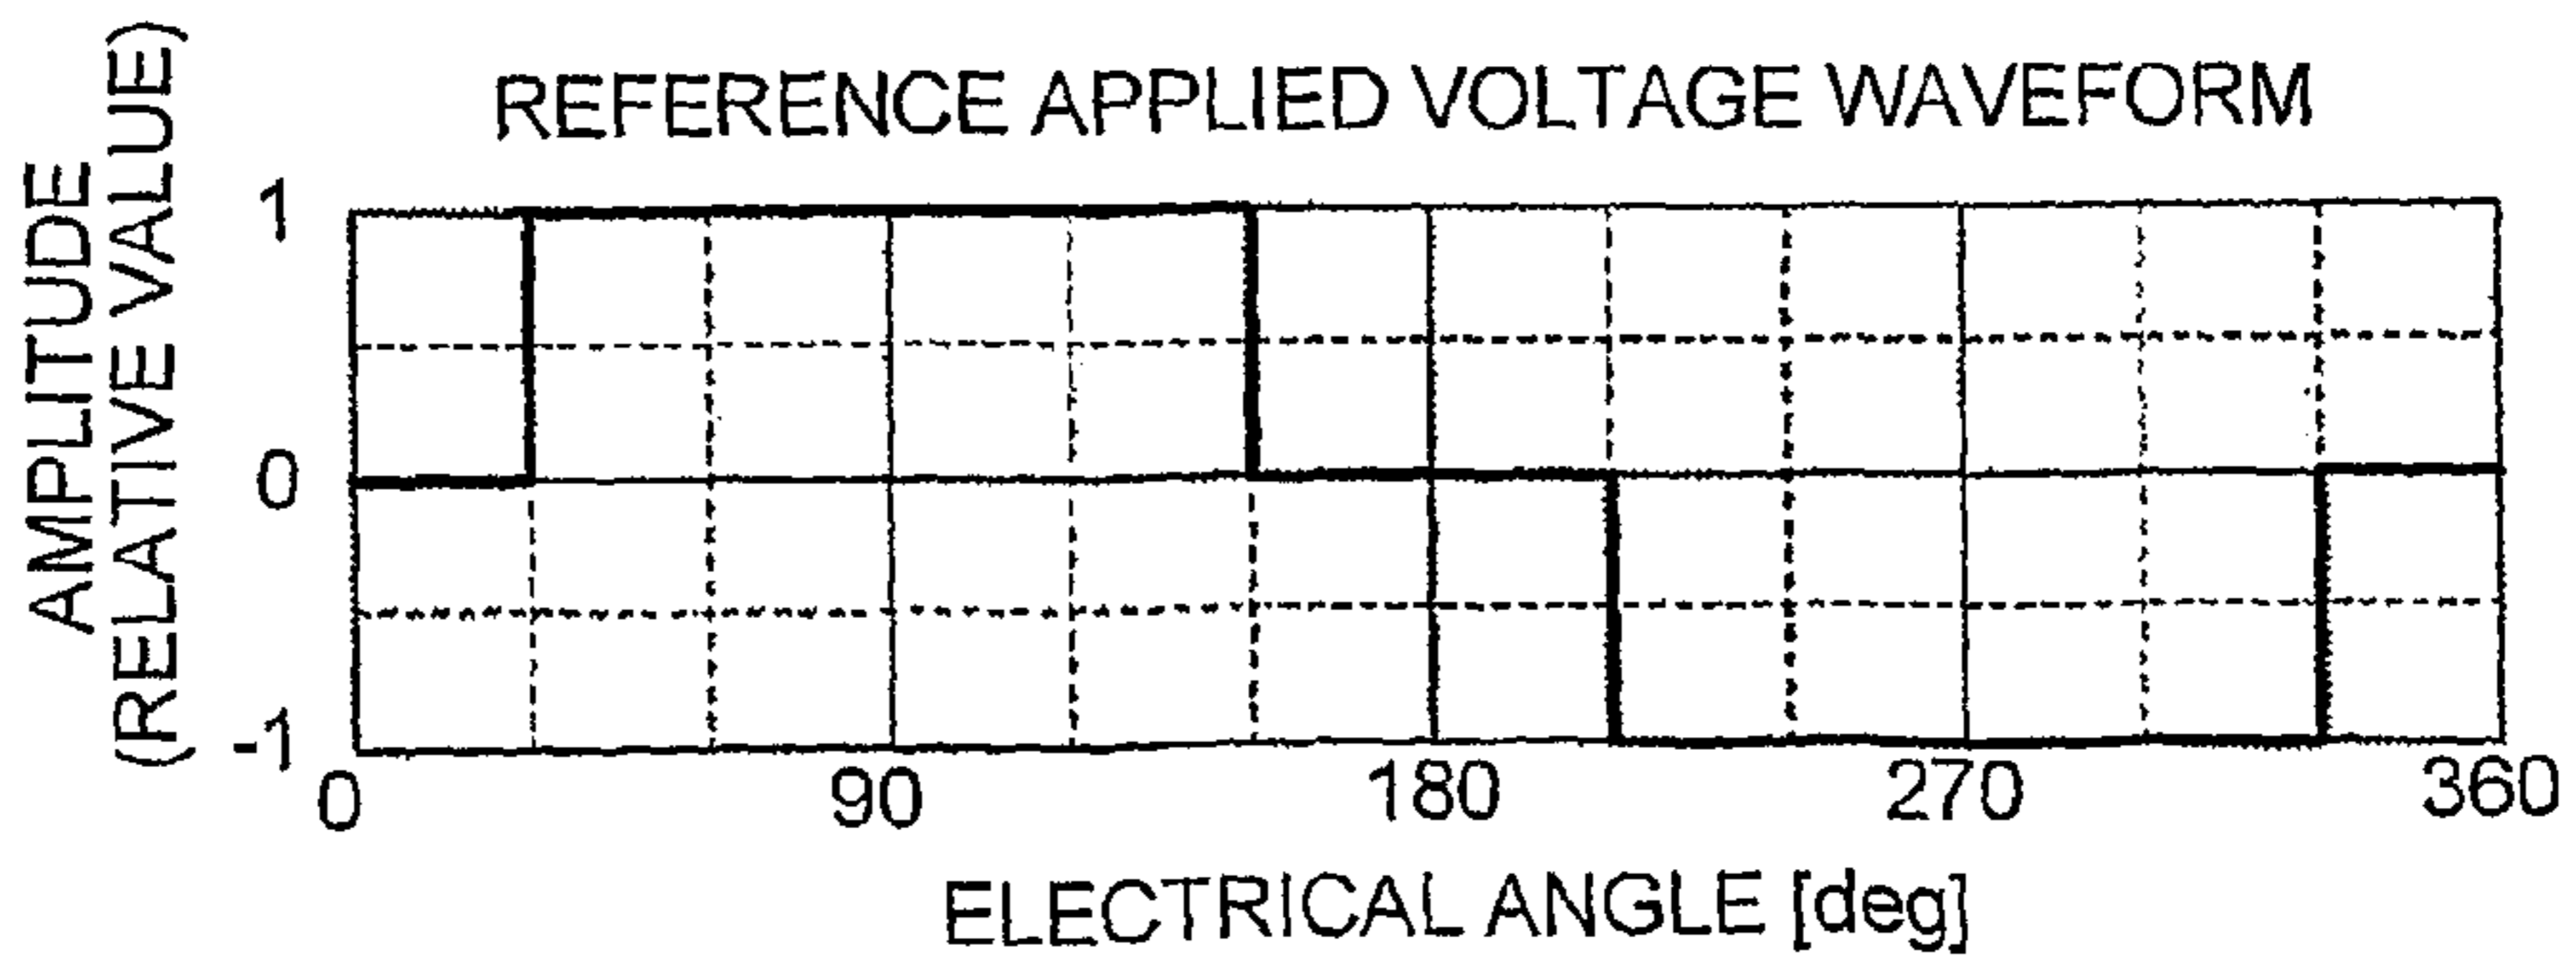 REFERENCE APPLIED VOLTAGE WAVEFORM
AMPLITUDE
(RELATIVE VALUE)
1
0
-1
0 90 180 270 360
ELECTRICAL ANGLE [deg]